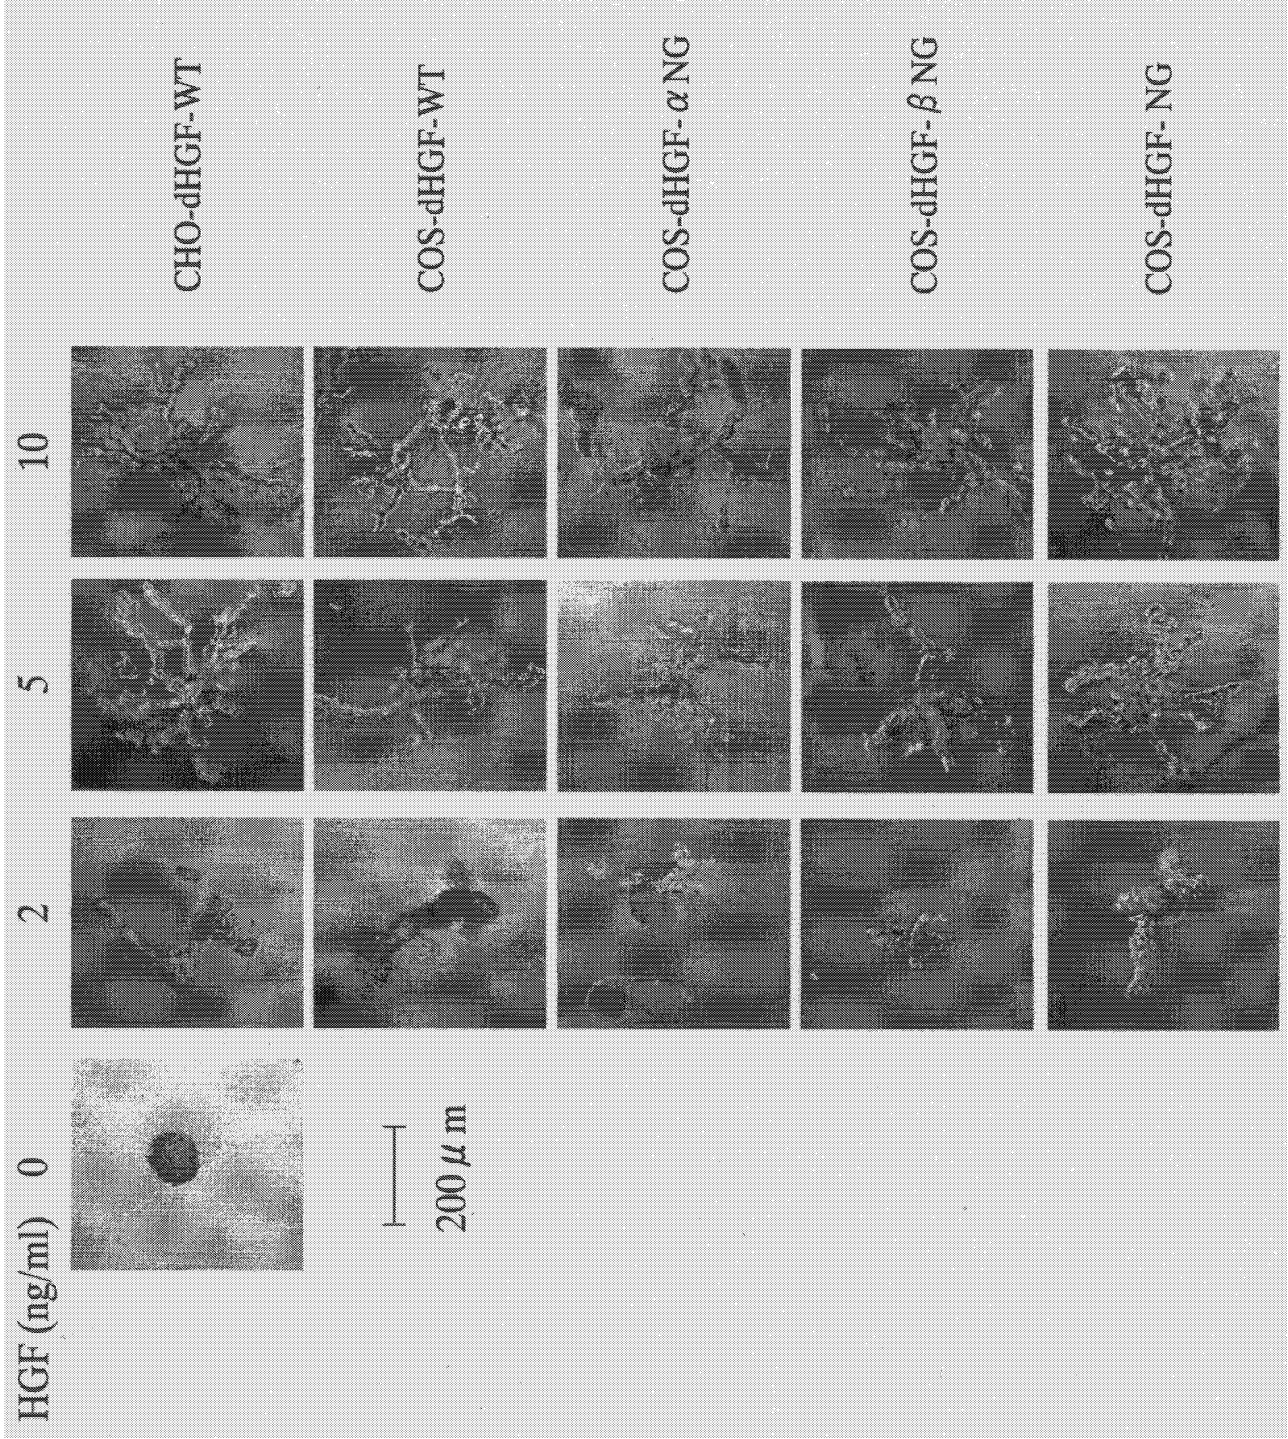 HGF (ng/ml) 0 2 5 10
CHO-dHGF-WT
COS-dHGF-WT
COS-dHGF-α NG
COS-dHGF-β NG
COS-dHGF- NG
200 μ m